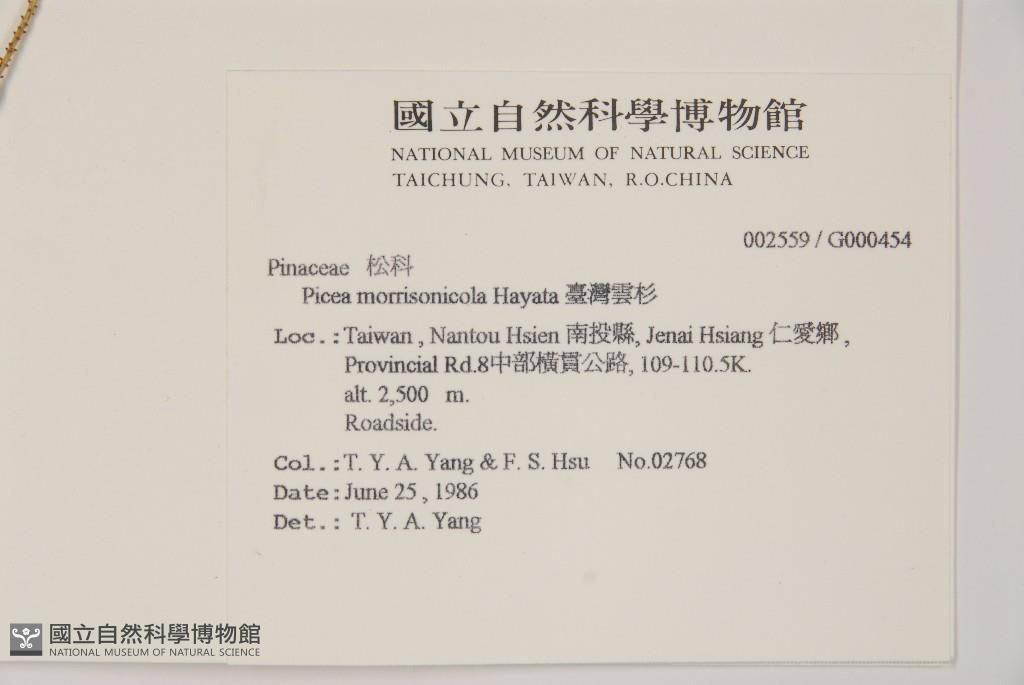 國立自然科學博物館
NATIONAL MUSEUM OF NATURAL SCIENCE
TAICHUNG, TAIWAN, R.O.CHINA
002559 / G000454
Pinaceae 松科
Picea morrisonicola Hayata 臺灣雲杉
Loc.: Taiwan , Nantou Hsien 南投縣, Jenai Hsiang 仁愛鄉 ,
Provincial Rd.8中部橫貫公路, 109-110.5K.
alt. 2,500 m.
Roadside.
Col.: T. Y. A. Yang & F. S. Hsu No.02768
Date: June 25 , 1986
Det.: T. Y. A. Yang
國立自然科學博物館
NATIONAL MUSEUM OF NATURAL SCIENCE